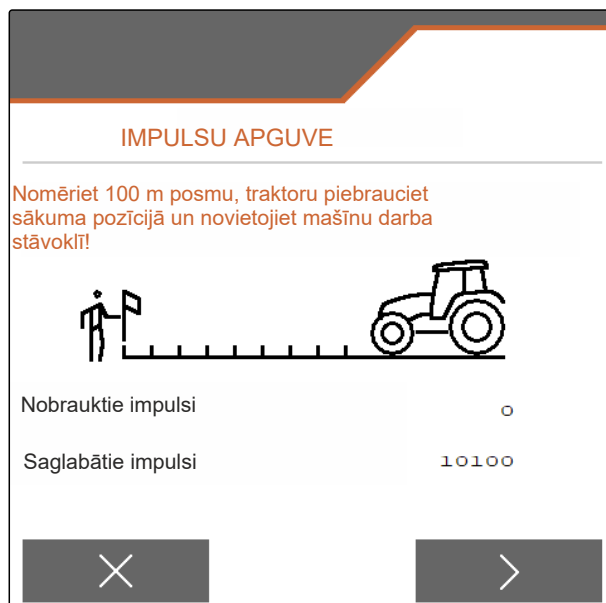 IMPULSU APGUVE
Nomēriet 100 m posmu, traktoru piebrauciet
sākuma pozīcijā un novietojiet mašīnu darba
stāvoklī!
Nobrauktie impulsi 0
Saglabātie impulsi 10100